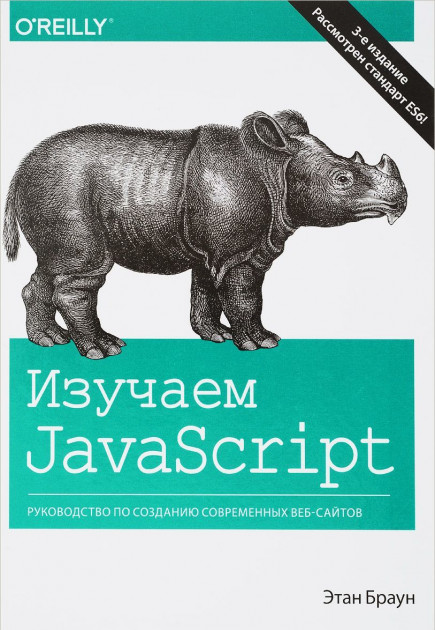 O'REILLY®
3-е издание
Рассмотрен стандарт ES6!
Изучаем
JavaScript
РУКОВОДСТВО ПО СОЗДАНИЮ СОВРЕМЕННЫХ ВЕБ-САЙТОВ
Этан Браун